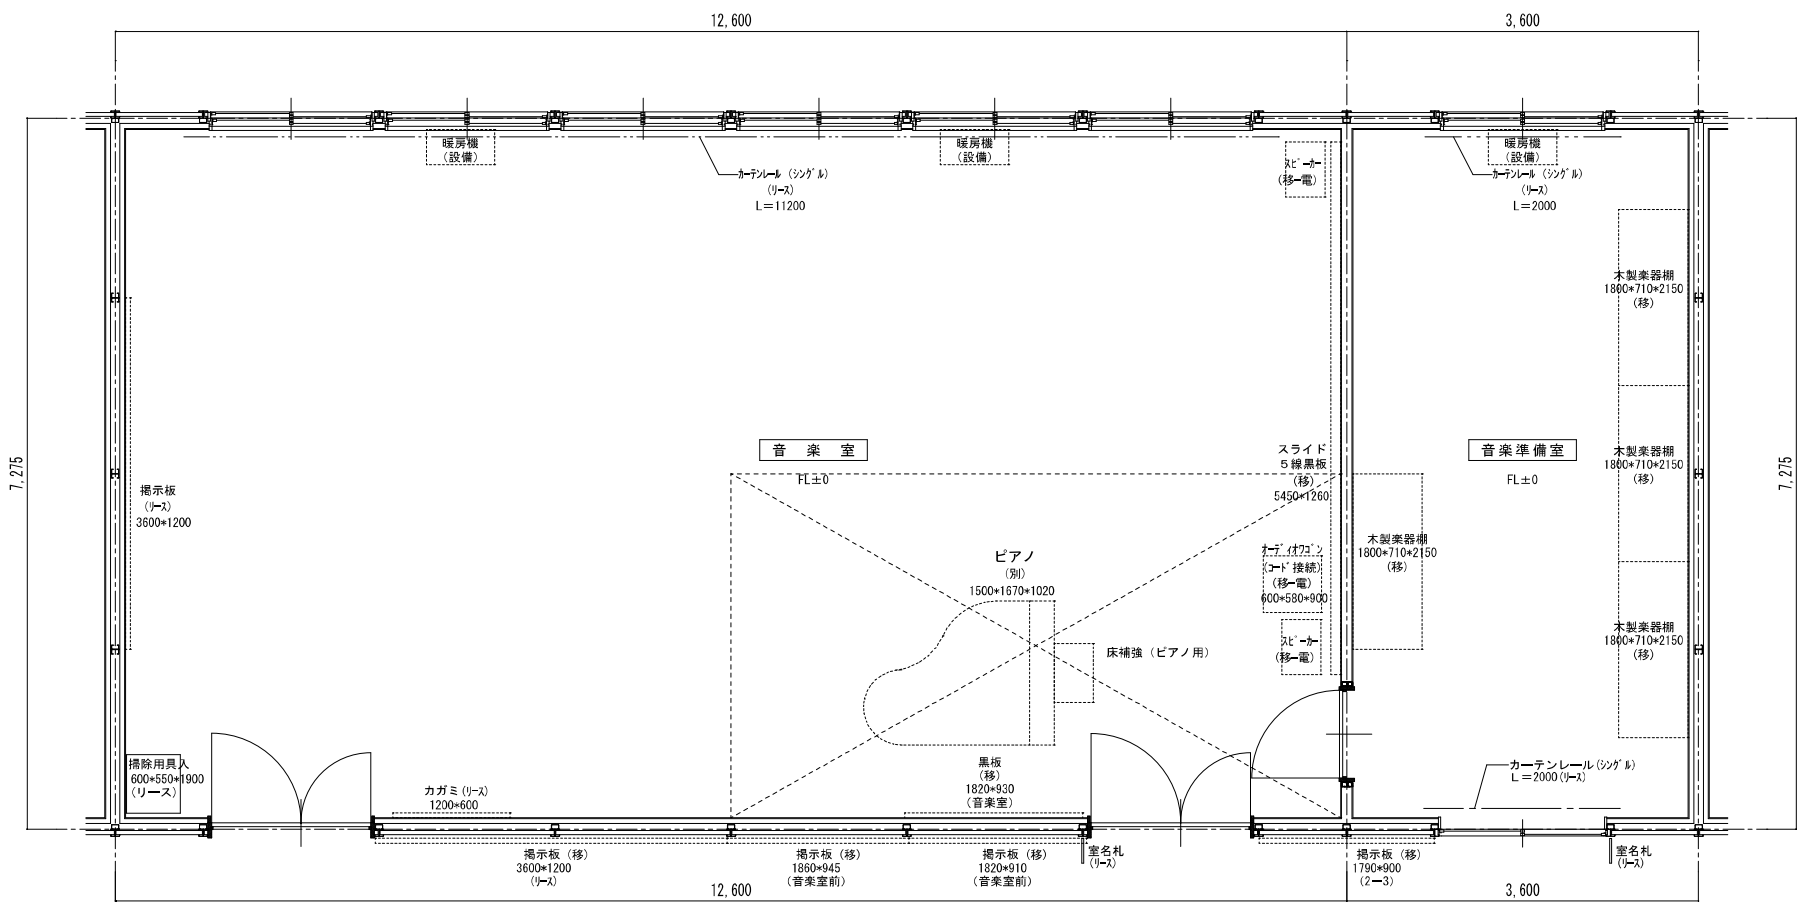 12,600
3,600
暖房機
(設備)
暖房機
(設備)
暖房機
(設備)
カーテンレール (シングル)
(リース)
L=11200
スピーカー
(移-電)
カーテンレール (シングル)
(リース)
L=2000
木製楽器棚
1800*710*2150
(移)
音楽室
FL±0
スライド
5線黒板
(移)
5450*1260
音楽準備室
FL±0
木製楽器棚
1800*710*2150
(移)
7,275
7,275
掲示板
(リース)
3600*1200
ピアノ
(別)
1500*1670*1020
オーディオワゴン
(コード接続)
(移-電)
600*580*900
木製楽器棚
1800*710*2150
(移)
床補強 (ピアノ用)
スピーカー
(移-電)
木製楽器棚
1800*710*2150
(移)
掃除用具入
600*550*1900
(リース)
カガミ (リース)
1200*600
黒板
(移)
1820*930
(音楽室)
カーテンレール (シングル)
L=2000 (リース)
掲示板 (移)
3600*1200
(リース)
掲示板 (移)
1860*945
(音楽室前)
掲示板 (移)
1820*910
(音楽室前)
室名札
(リース)
掲示板 (移)
1790*900
(2-3)
室名札
(リース)
12,600
3,600